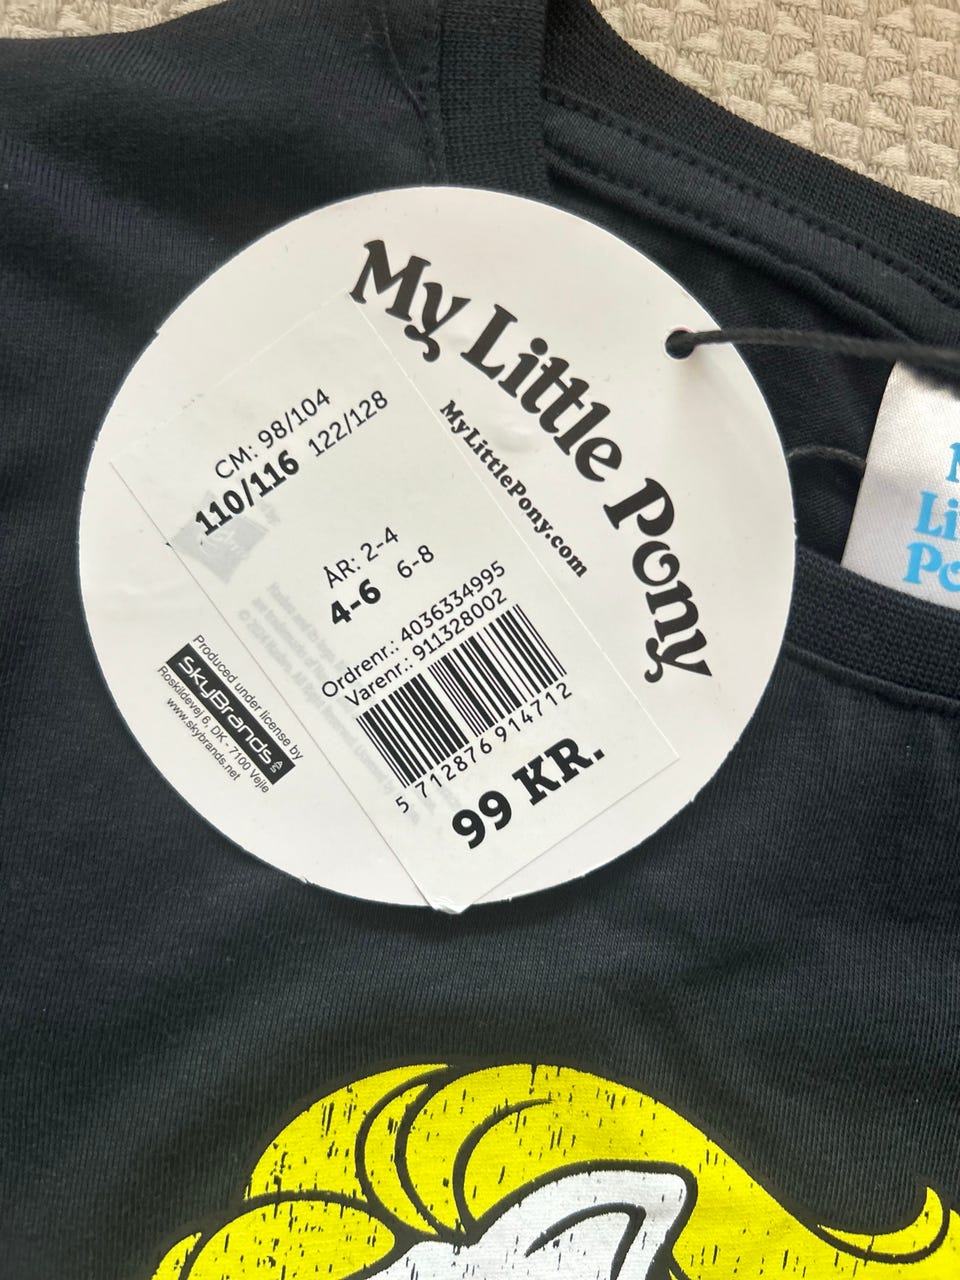 My Little Pony
MyLittlePony.com
CM: 98/104
110/116 122/128
ÅR: 2-4
4-6 6-8
Ordrenr.: 4036334995
Varenr.: 911328002
5 712876 914712
99 KR.
Produced under license by
SkyBrands A/S
Roskildevej 6, DK - 7100 Vejle
www.skybrands.net
Li
Po